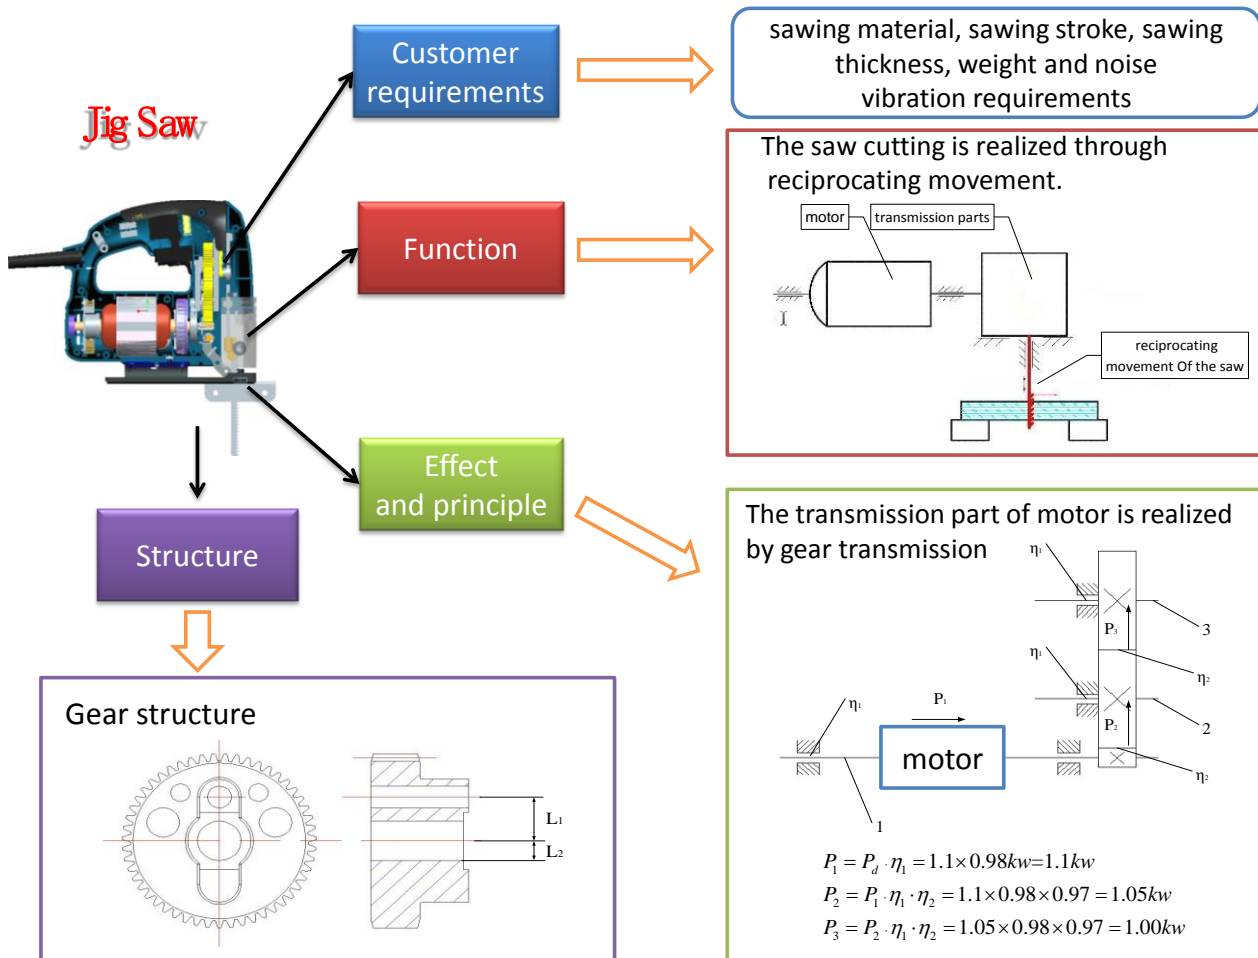 Jig Saw
Customer
requirements
sawing material, sawing stroke, sawing
thickness, weight and noise
vibration requirements
Function
The saw cutting is realized through
reciprocating movement.
motor
transmission parts
reciprocating
movement Of the saw
Effect
and principle
The transmission part of motor is realized
by gear transmission
η₁
P₃
3
η₁
η₂
P₂
2
η₁
P₁
motor
η₂
1
P₁ = P_d · η₁ = 1.1×0.98kw=1.1kw
P₂ = P₁ · η₁ · η₂ = 1.1×0.98×0.97 = 1.05kw
P₃ = P₂ · η₁ · η₂ = 1.05×0.98×0.97 = 1.00kw
Structure
Gear structure
L₁
L₂